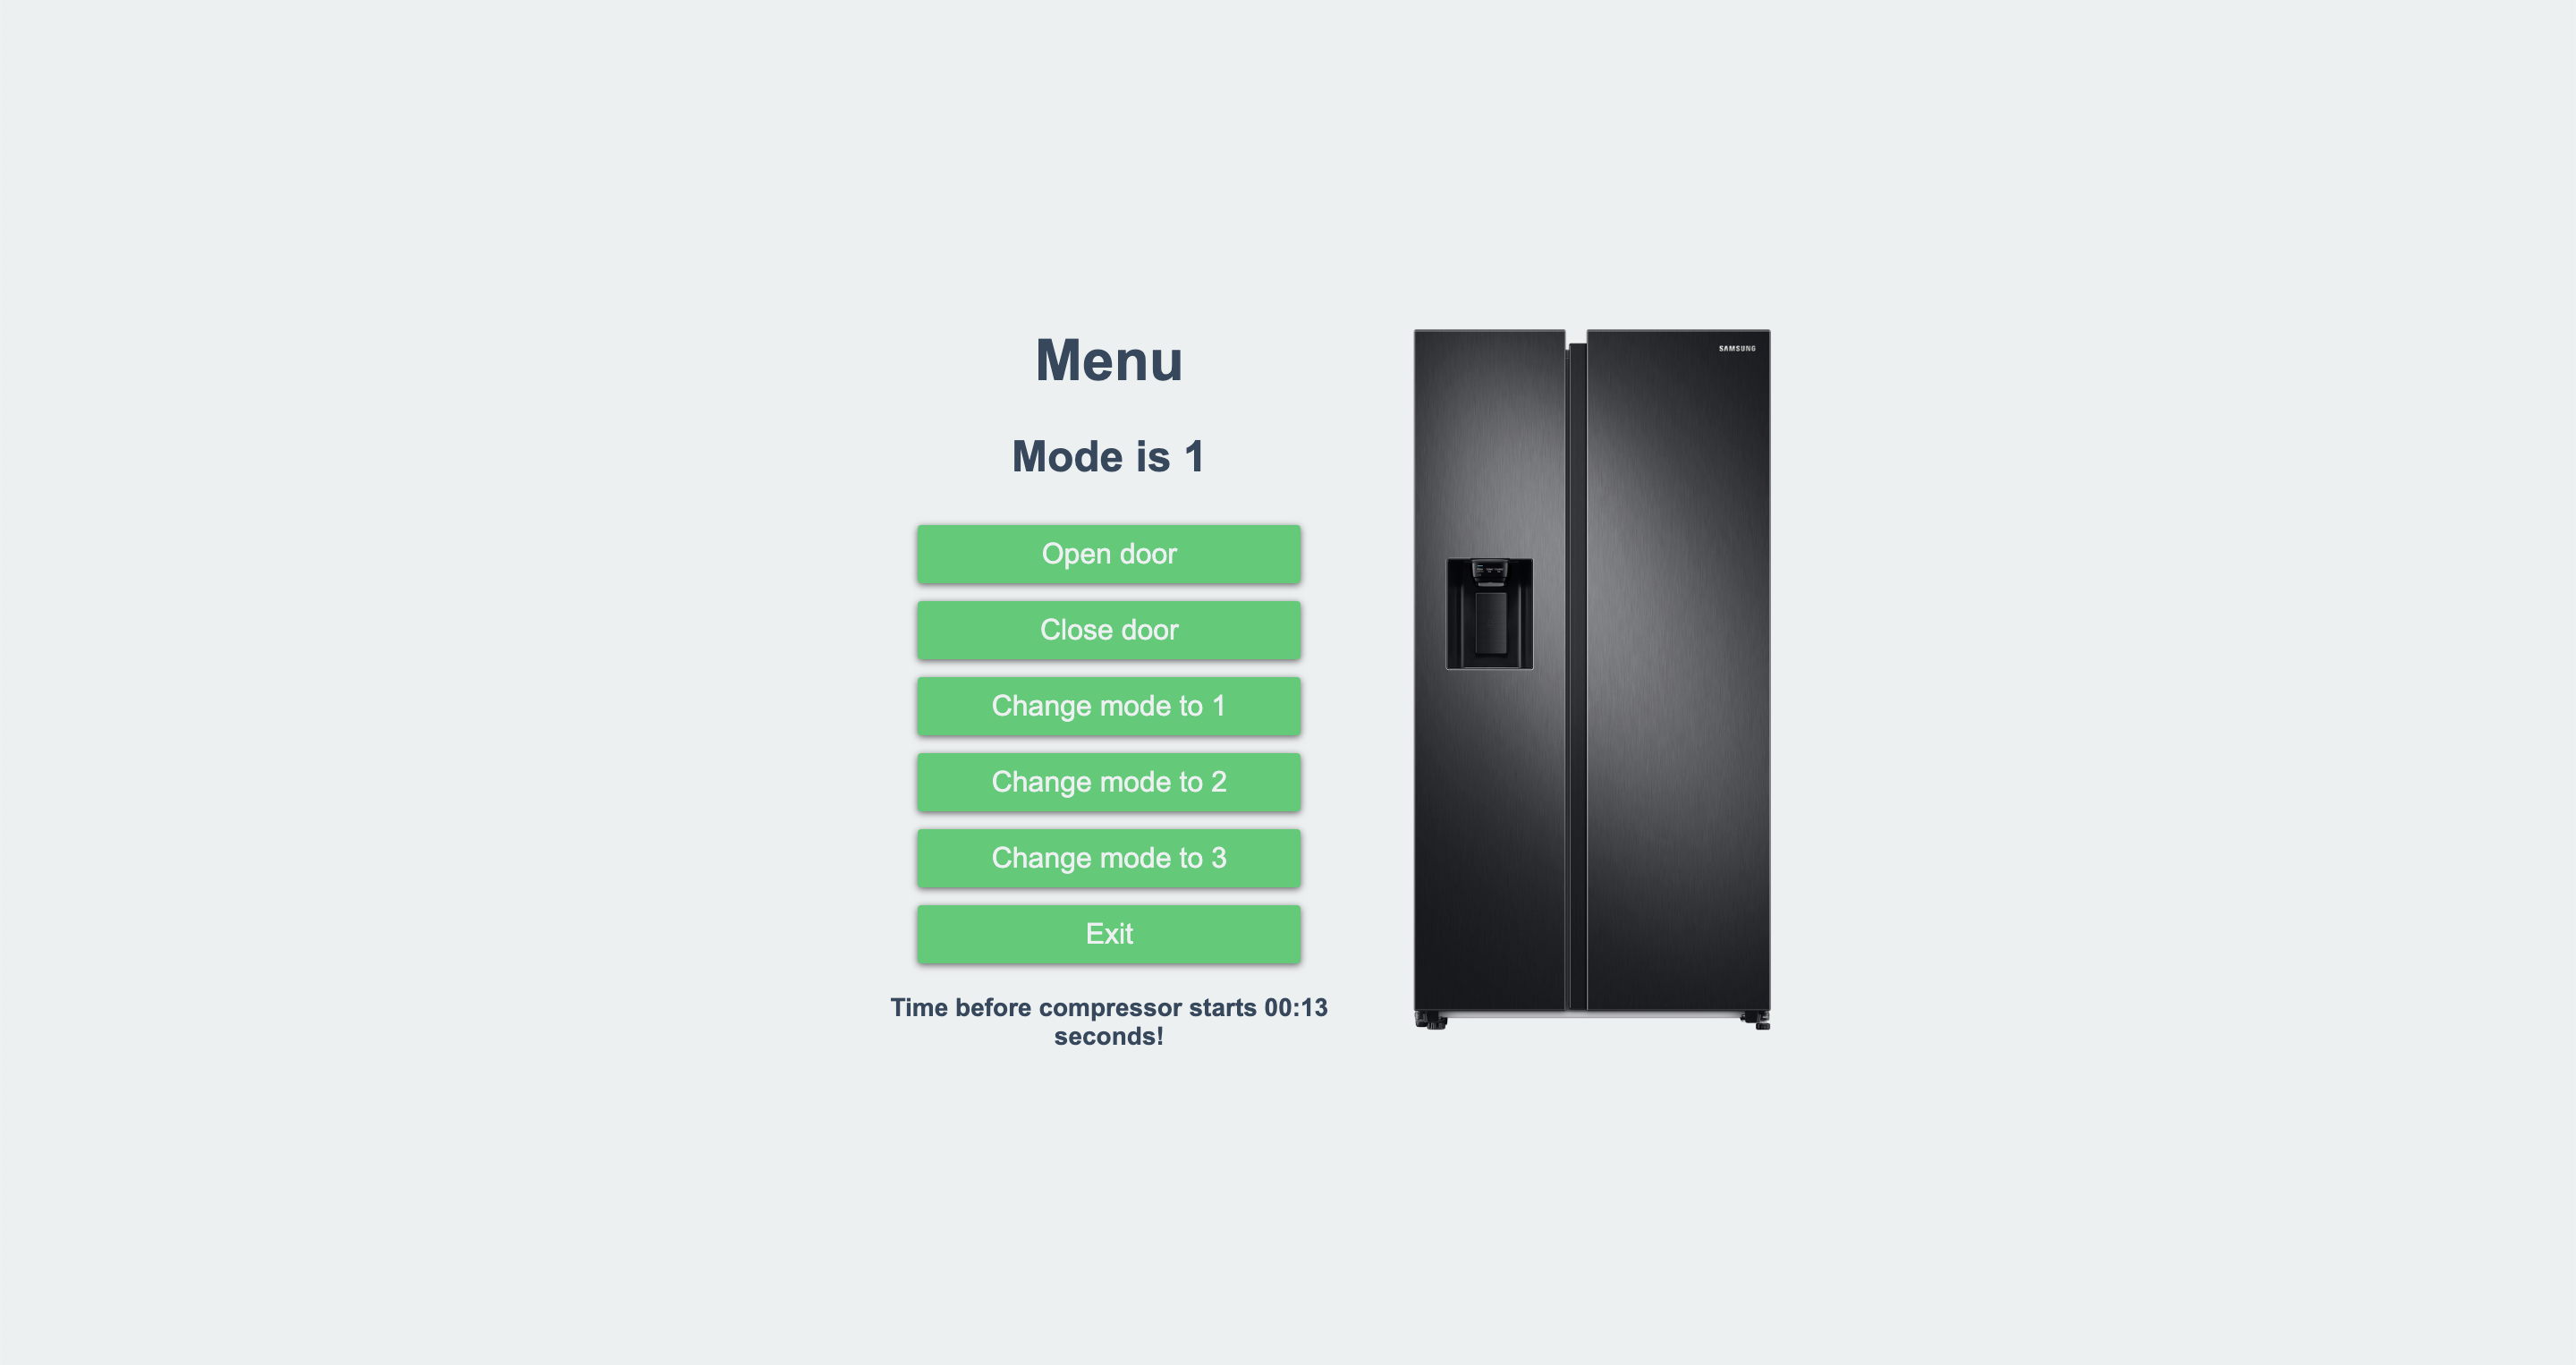 Menu
Mode is 1
Open door
Close door
Change mode to 1
Change mode to 2
Change mode to 3
Exit
Time before compressor starts 00:13
seconds!
SAMSUNG